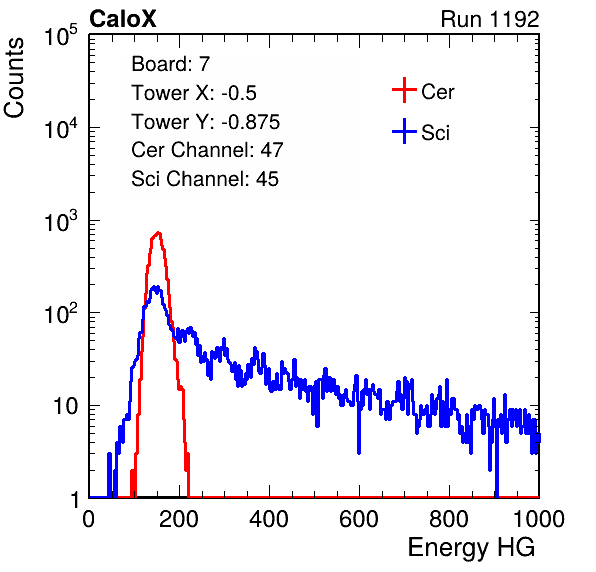 CaloX Run 1192
Counts
Board: 7
Tower X: -0.5
Tower Y: -0.875
Cer Channel: 47
Sci Channel: 45
Cer
Sci
10^5
10^4
10^3
10^2
10
1
0 200 400 600 800 1000
Energy HG